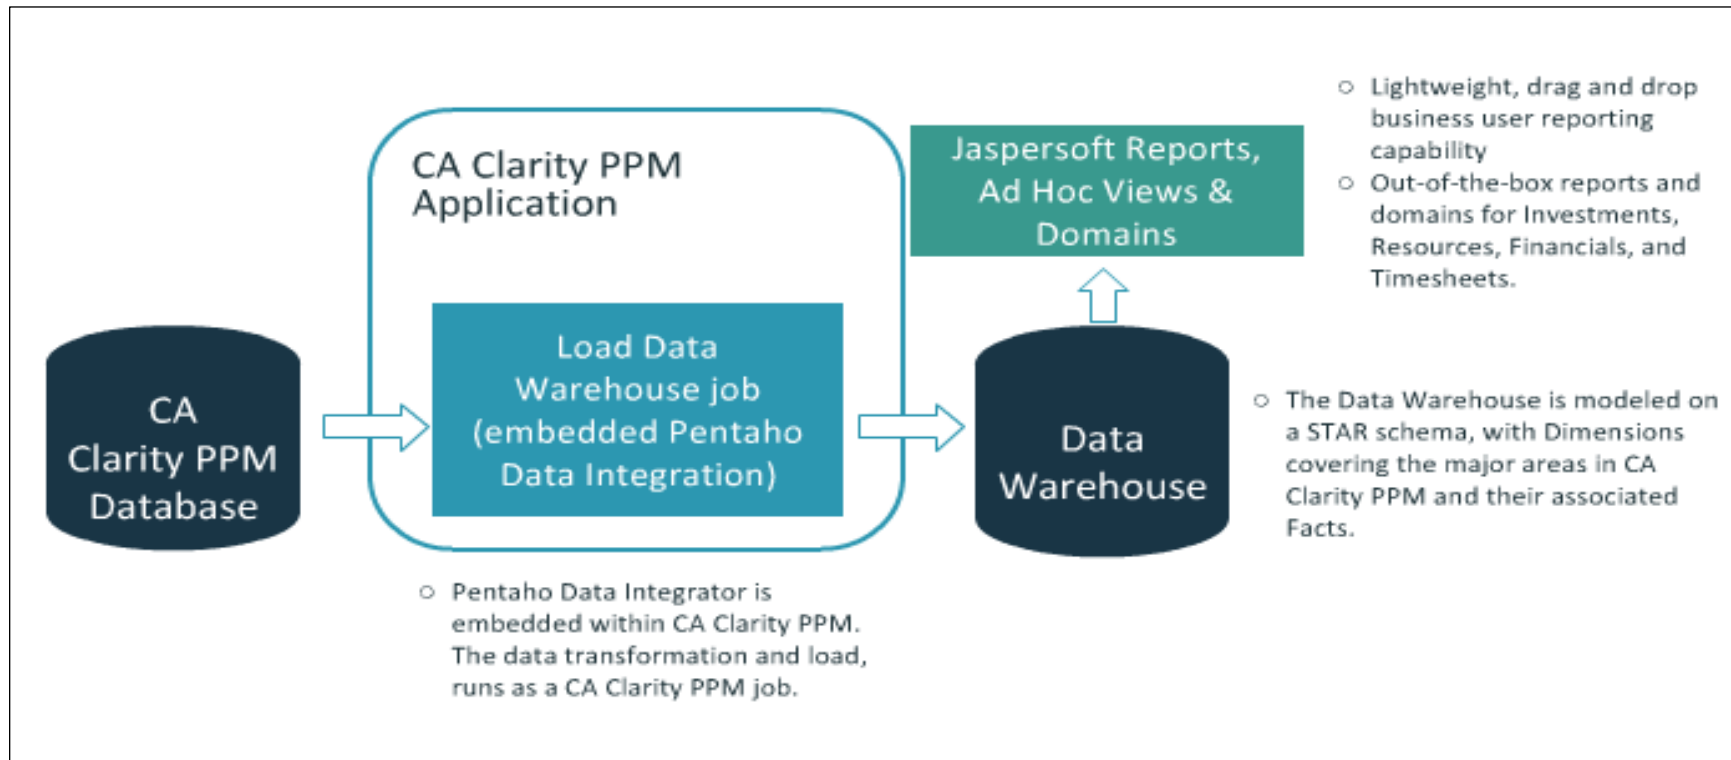 CA Clarity PPM
Application
Jaspersoft Reports,
Ad Hoc Views &
Domains
○ Lightweight, drag and drop
business user reporting
capability
○ Out-of-the-box reports and
domains for Investments,
Resources, Financials, and
Timesheets.
CA
Clarity PPM
Database
Load Data
Warehouse job
(embedded Pentaho
Data Integration)
Data
Warehouse
○ The Data Warehouse is modeled on
a STAR schema, with Dimensions
covering the major areas in CA
Clarity PPM and their associated
Facts.
○ Pentaho Data Integrator is
embedded within CA Clarity PPM.
The data transformation and load,
runs as a CA Clarity PPM job.